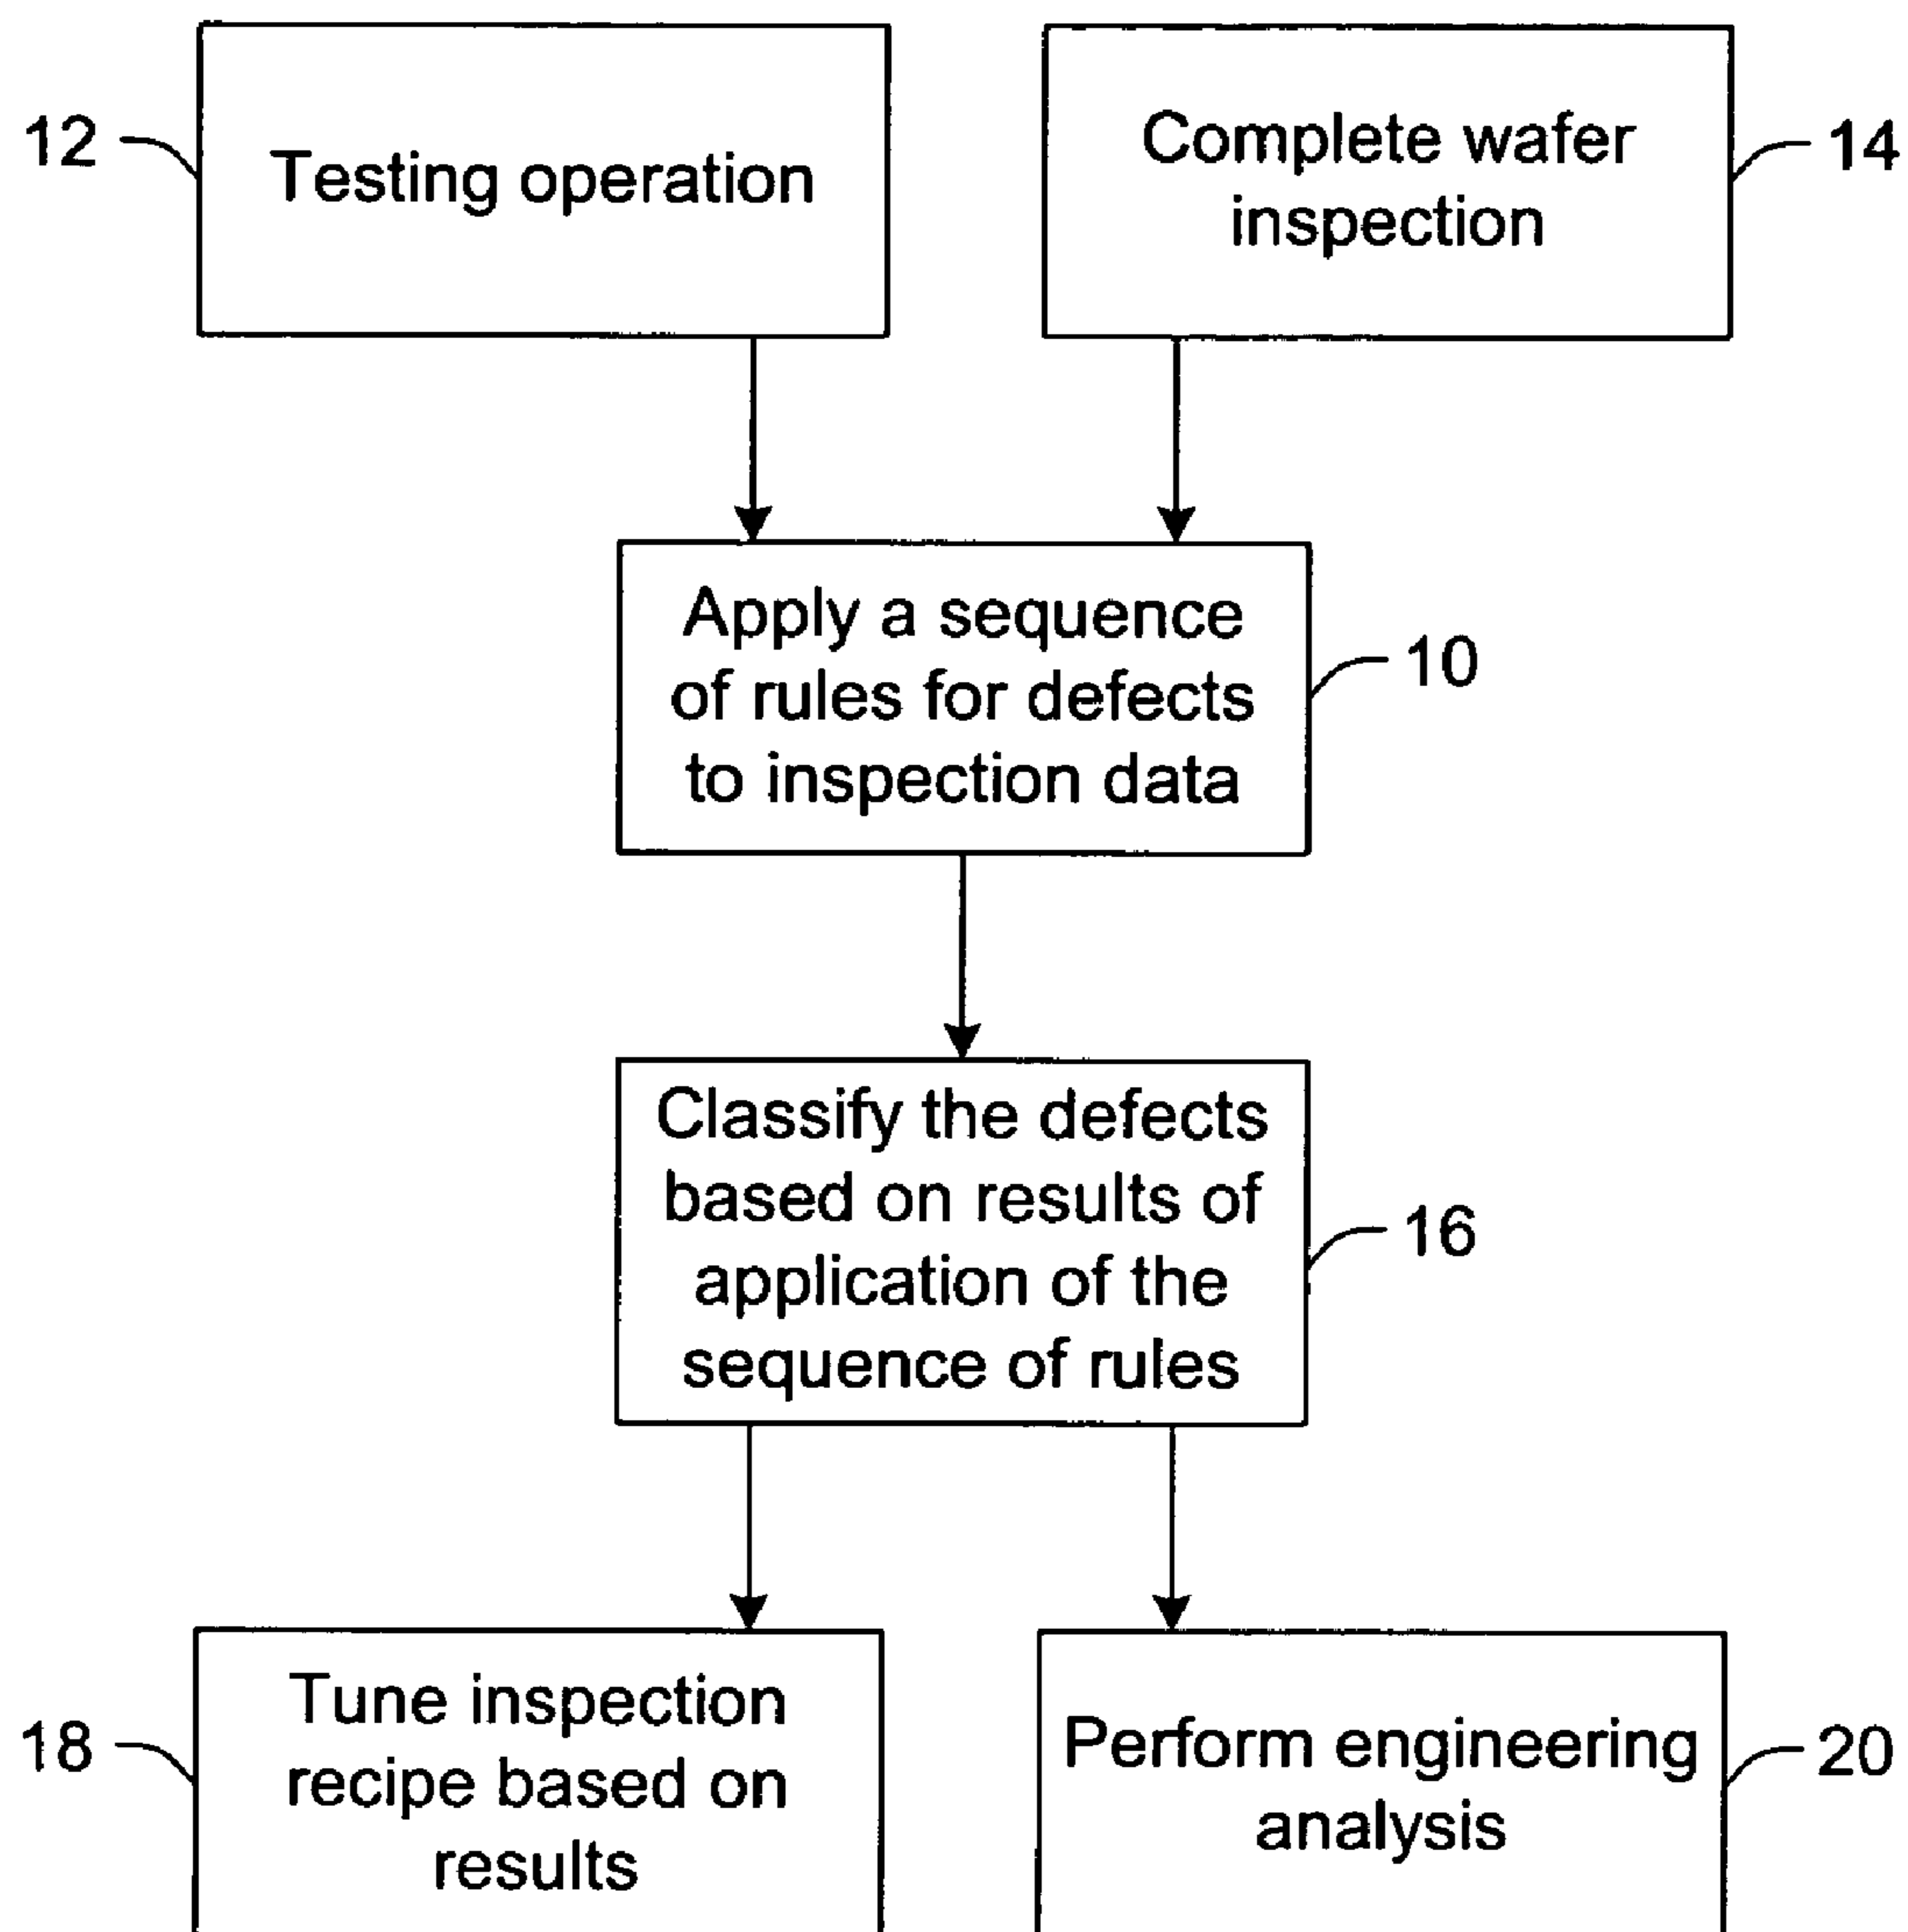 12
Testing operation
Complete wafer
inspection
14
Apply a sequence
of rules for defects
to inspection data
10
Classify the defects
based on results of
application of the
sequence of rules
16
18
Tune inspection
recipe based on
results
Perform engineering
analysis
20